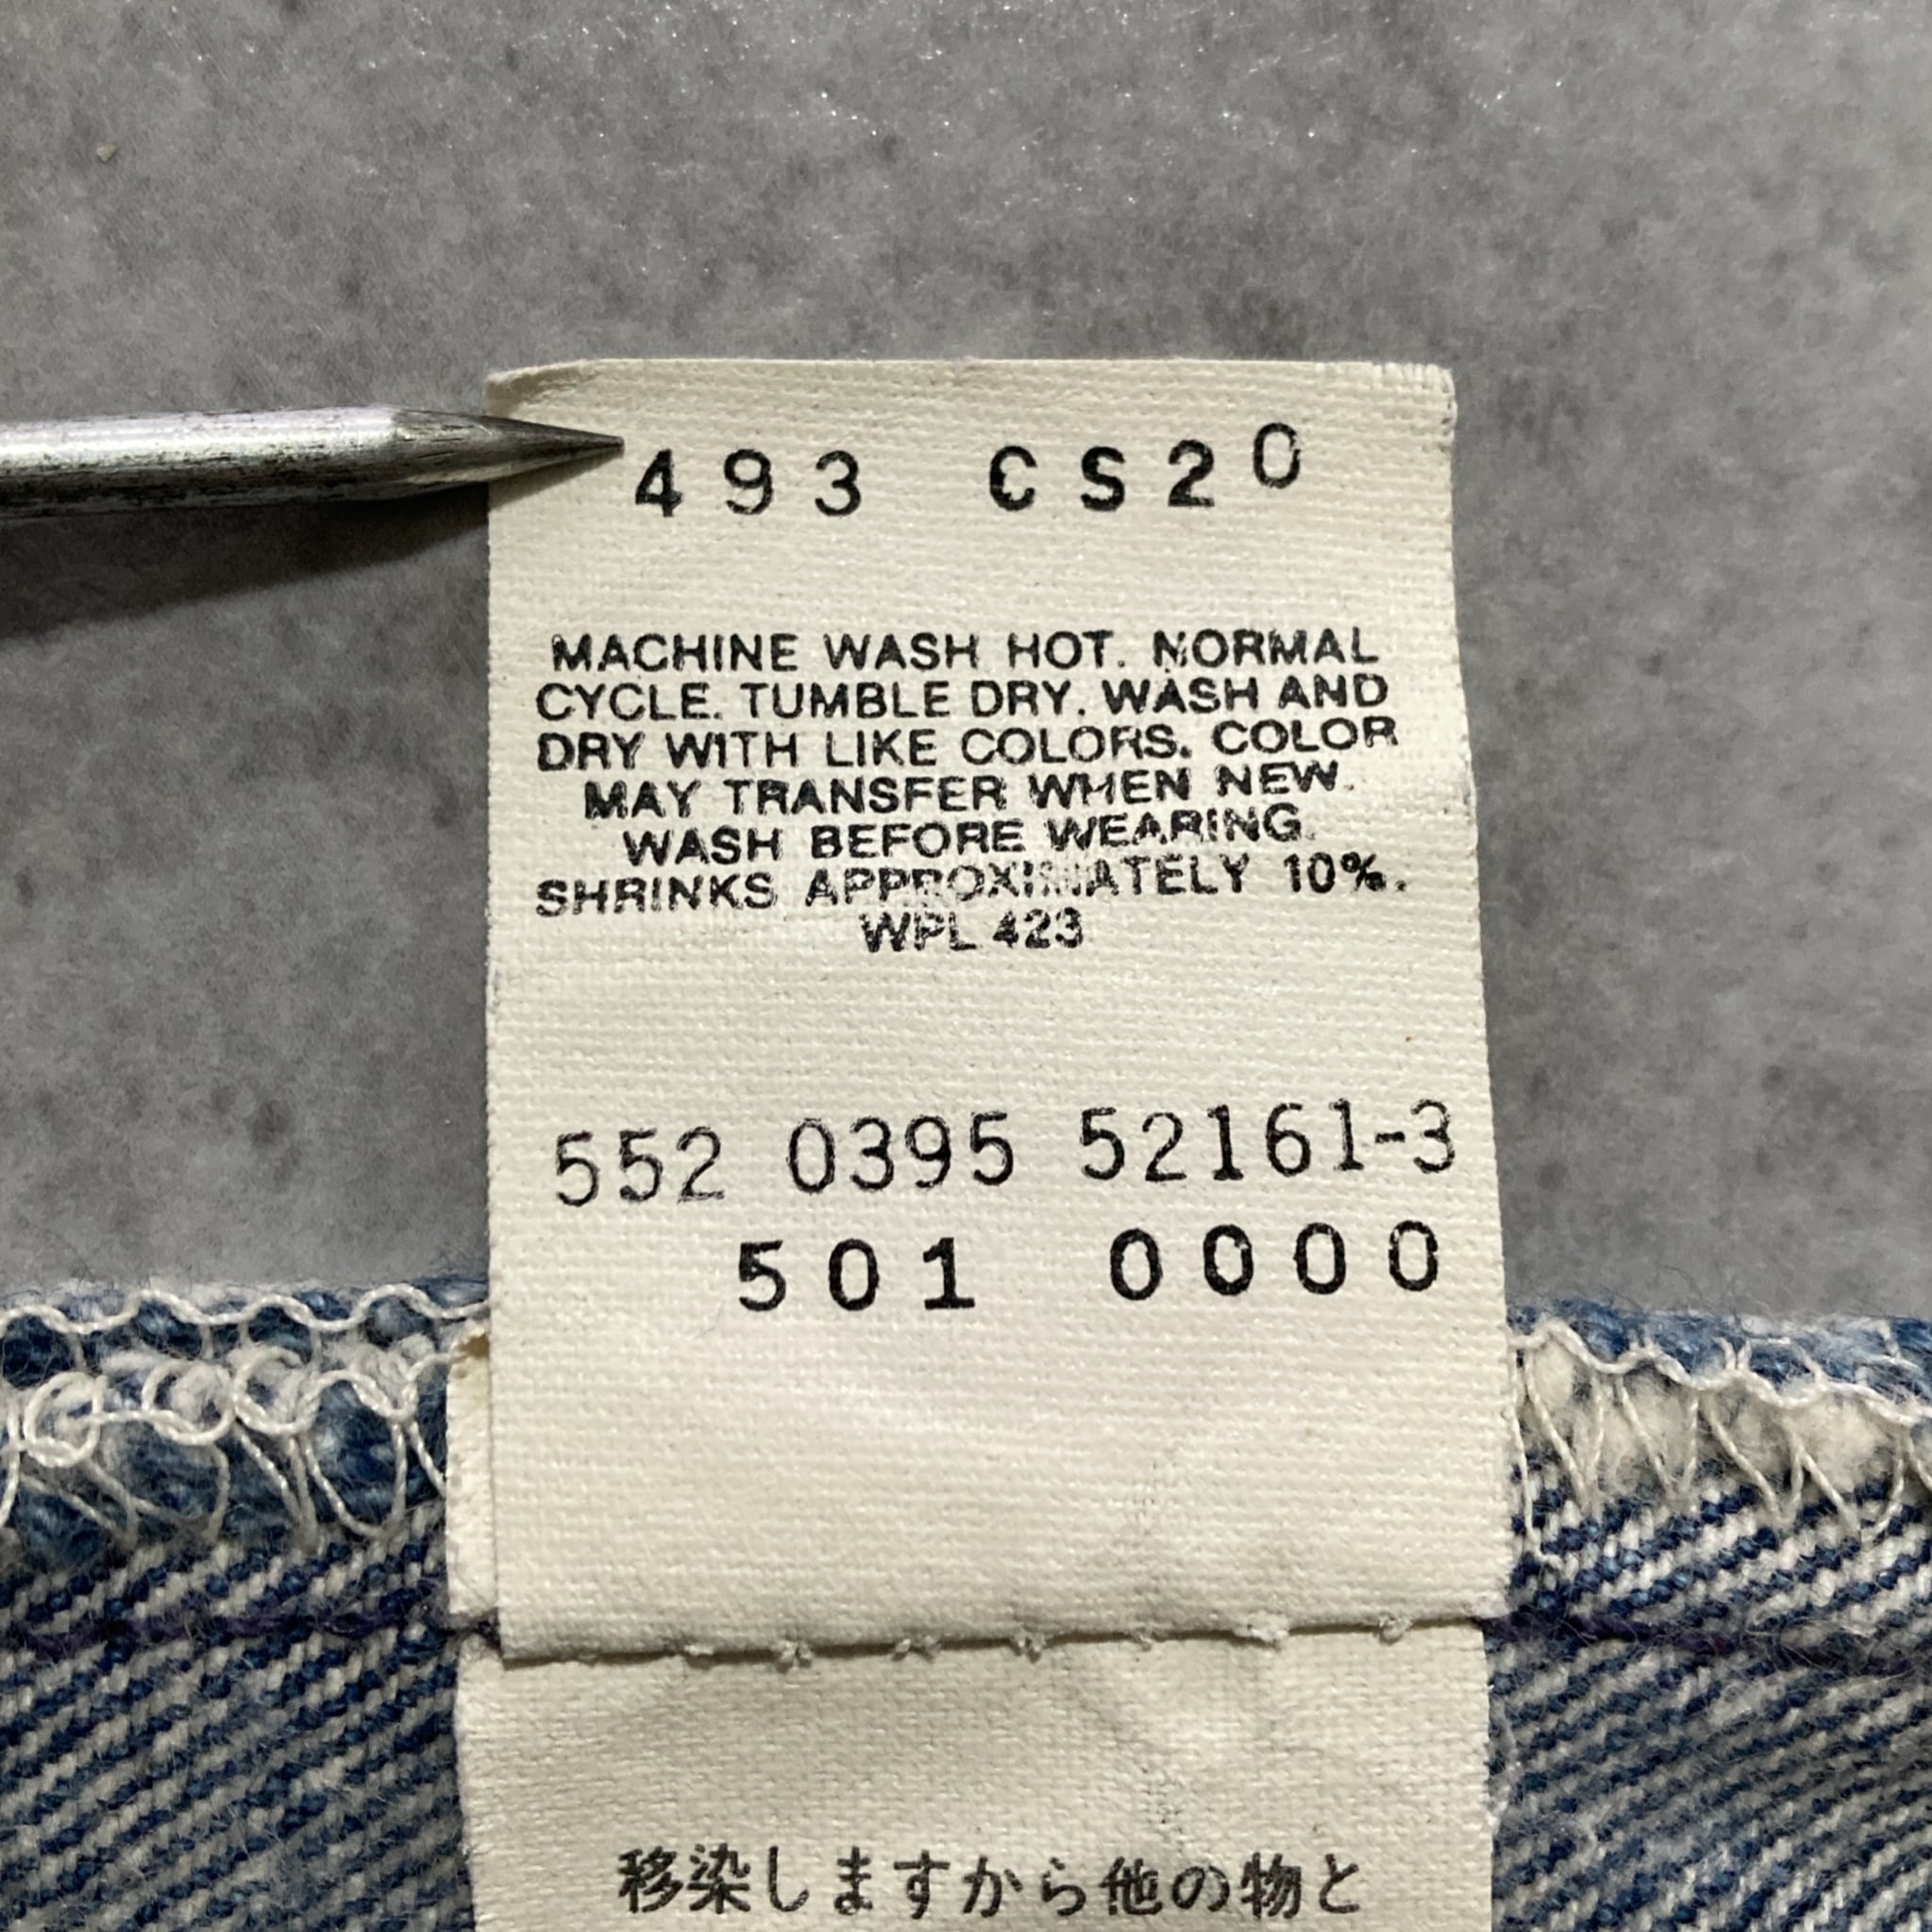 493 CS20
MACHINE WASH HOT. NORMAL
CYCLE. TUMBLE DRY. WASH AND
DRY WITH LIKE COLORS. COLOR
MAY TRANSFER WHEN NEW.
WASH BEFORE WEARING.
SHRINKS APPROXIMATELY 10%.
WPL 423
552 0395 52161-3
501 0000
移染しますから他の物と